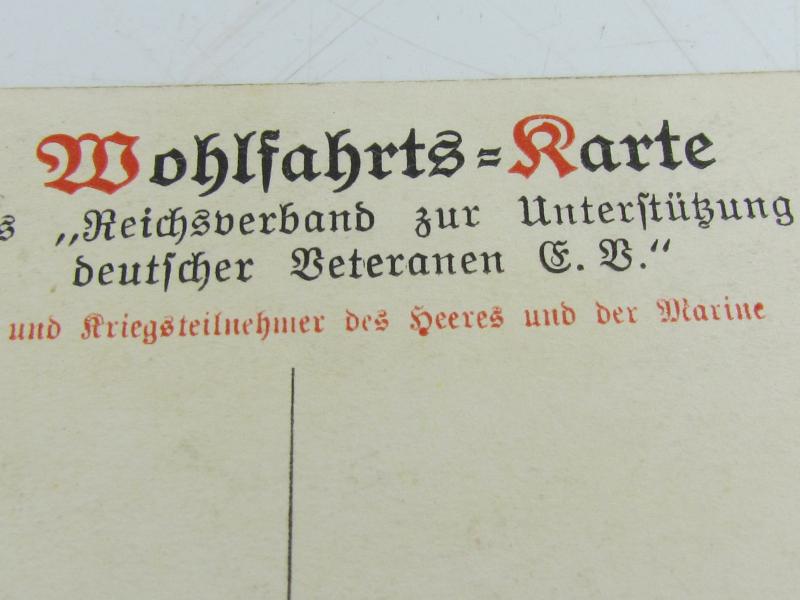 Wohlfahrts=Karte
s „Reichsverband zur Unterstützung
deutscher Veteranen E. V.“
und Kriegsteilnehmer des Heeres und der Marine